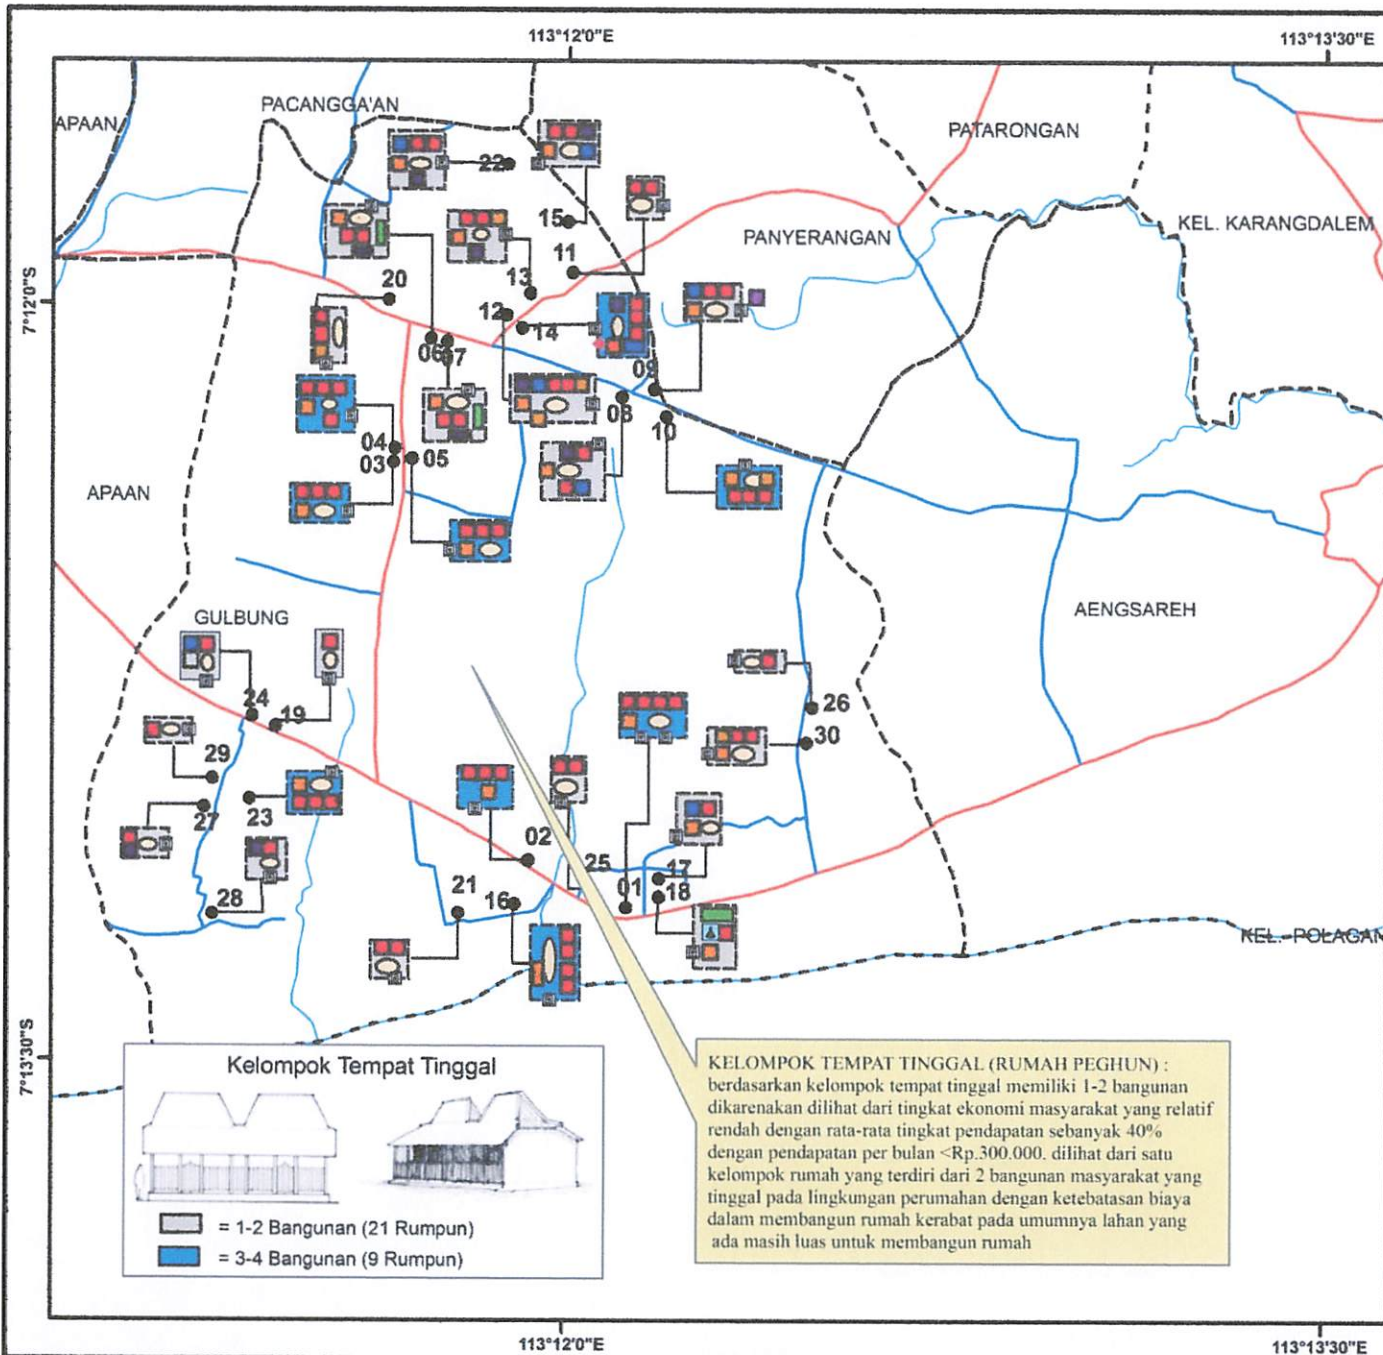 113°12'0"E
113°13'30"E
APAAN
PACANGGA'AN
PATARONGAN
KEL. KARANGDALEM
PANYERANGAN
22
15
11
7°12'0"S
20
13
12
14
06
07
09
08
10
04
03
05
APAAN
GULBUNG
AENGSAREH
24
19
26
30
29
27
23
02
25
01
17
18
28
21
16
KEL. POLAGAN
7°13'30"S
Kelompok Tempat Tinggal
= 1-2 Bangunan (21 Rumpun)
= 3-4 Bangunan (9 Rumpun)
KELOMPOK TEMPAT TINGGAL (RUMAH PEGHUN) :
berdasarkan kelompok tempat tinggal memiliki 1-2 bangunan
dikarenakan dilihat dari tingkat ekonomi masyarakat yang relatif
rendah dengan rata-rata tingkat pendapatan sebanyak 40%
dengan pendapatan per bulan <Rp.300.000. dilihat dari satu
kelompok rumah yang terdiri dari 2 bangunan masyarakat yang
tinggal pada lingkungan perumahan dengan ketebatasan biaya
dalam membangun rumah kerabat pada umumnya lahan yang
ada masih luas untuk membangun rumah
113°12'0"E
113°13'30"E